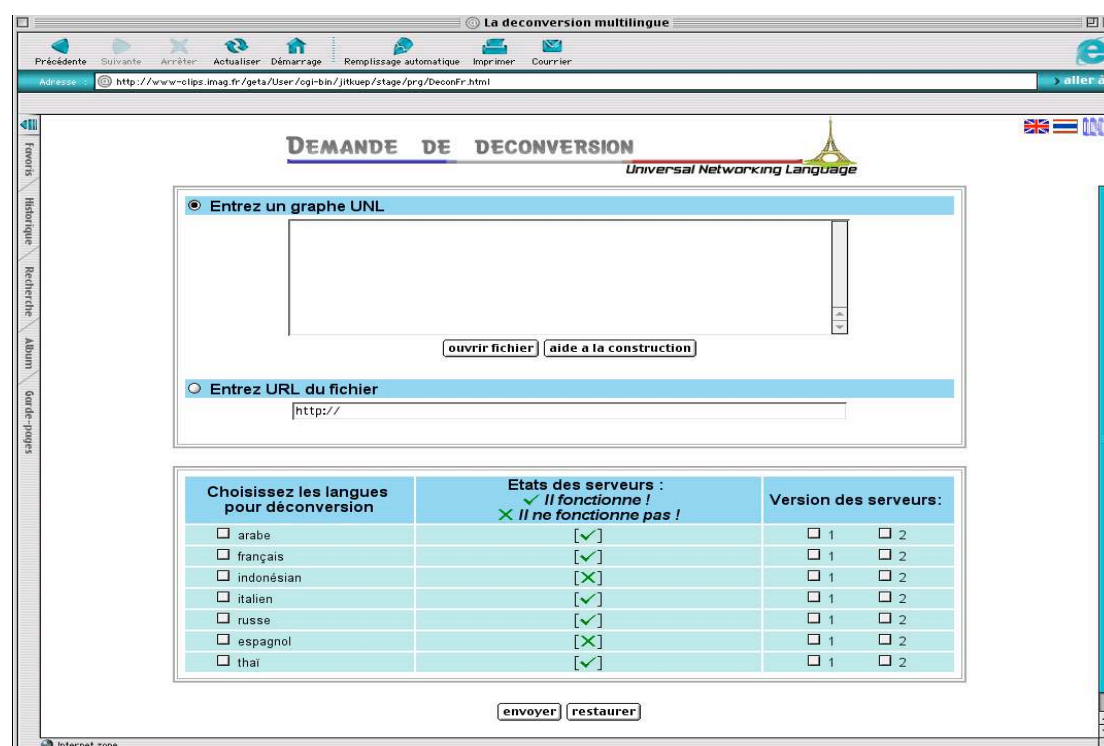 La deconversion multilingue
Précédente Suivante Arrêter Actualiser Démarrage Remplissage automatique Imprimer Courrier
Adresse : http://www-clips.imag.fr/geta/User/cgi-bin/jitkuep/stage/prg/DeconFr.html › aller à
Favoris
Historique
Recherche
Album
Garde-pages
DEMANDE DE DECONVERSION
Universal Networking Language
Entrez un graphe UNL
ouvrir fichier aide a la construction
Entrez URL du fichier
http://
Choisissez les langues pour déconversion
Etats des serveurs :
✓ Il fonctionne !
✕ Il ne fonctionne pas !
Version des serveurs:
arabe [✓] 1 2
français [✓] 1 2
indonésian [✕] 1 2
italien [✓] 1 2
russe [✓] 1 2
espagnol [✕] 1 2
thaï [✓] 1 2
envoyer restaurer
Internet zone